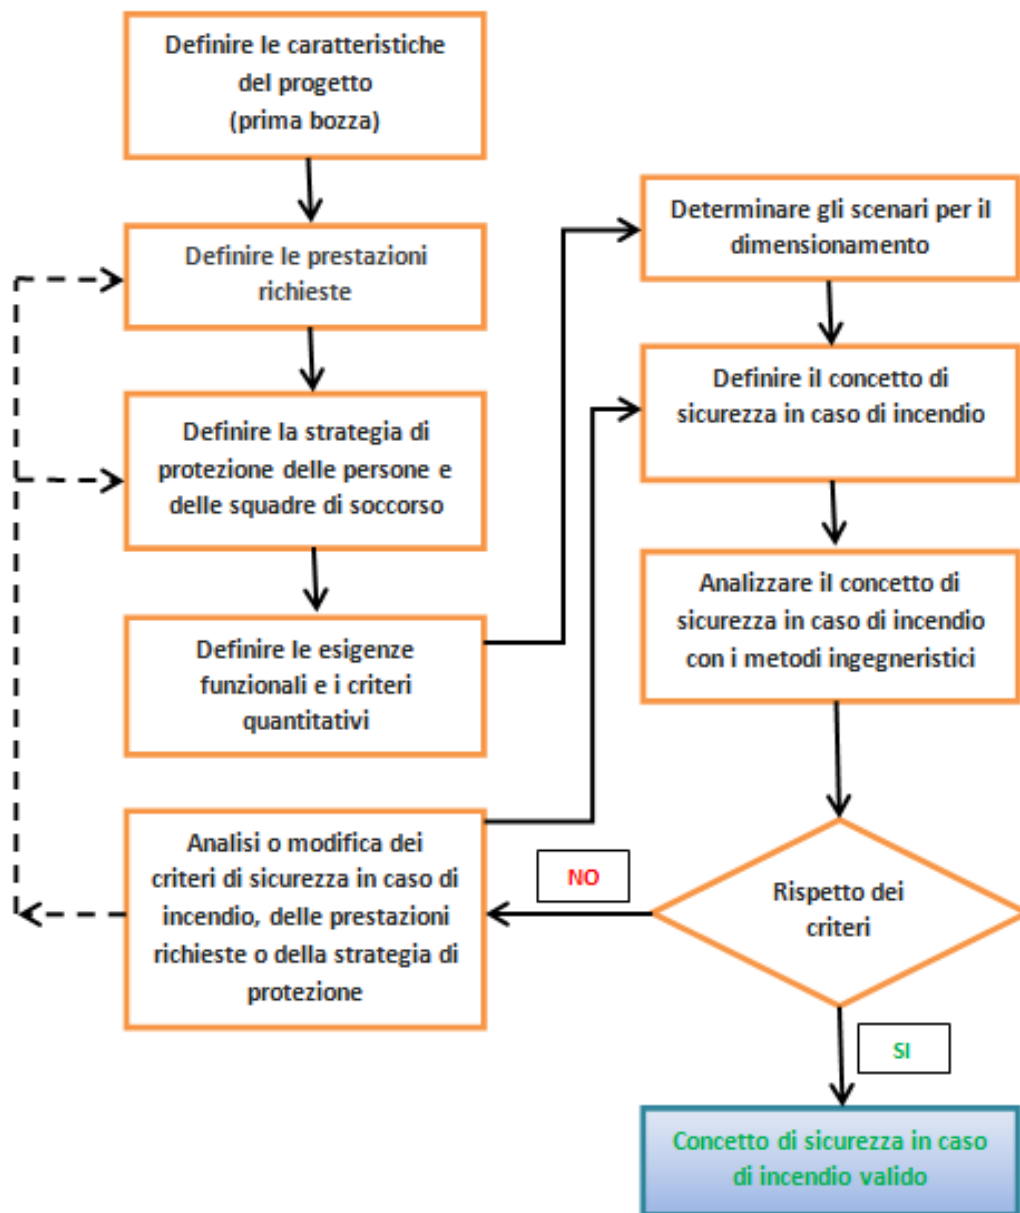 Definire le caratteristiche
del progetto
(prima bozza)
Definire le prestazioni
richieste
Definire la strategia di
protezione delle persone e
delle squadre di soccorso
Definire le esigenze
funzionali e i criteri
quantitativi
Analisi o modifica dei
criteri di sicurezza in caso di
incendio, delle prestazioni
richieste o della strategia di
protezione
Determinare gli scenari per il
dimensionamento
Definire il concetto di
sicurezza in caso di incendio
Analizzare il concetto di
sicurezza in caso di incendio
con i metodi ingegneristici
Rispetto dei
criteri
NO
SI
Concetto di sicurezza in caso
di incendio valido